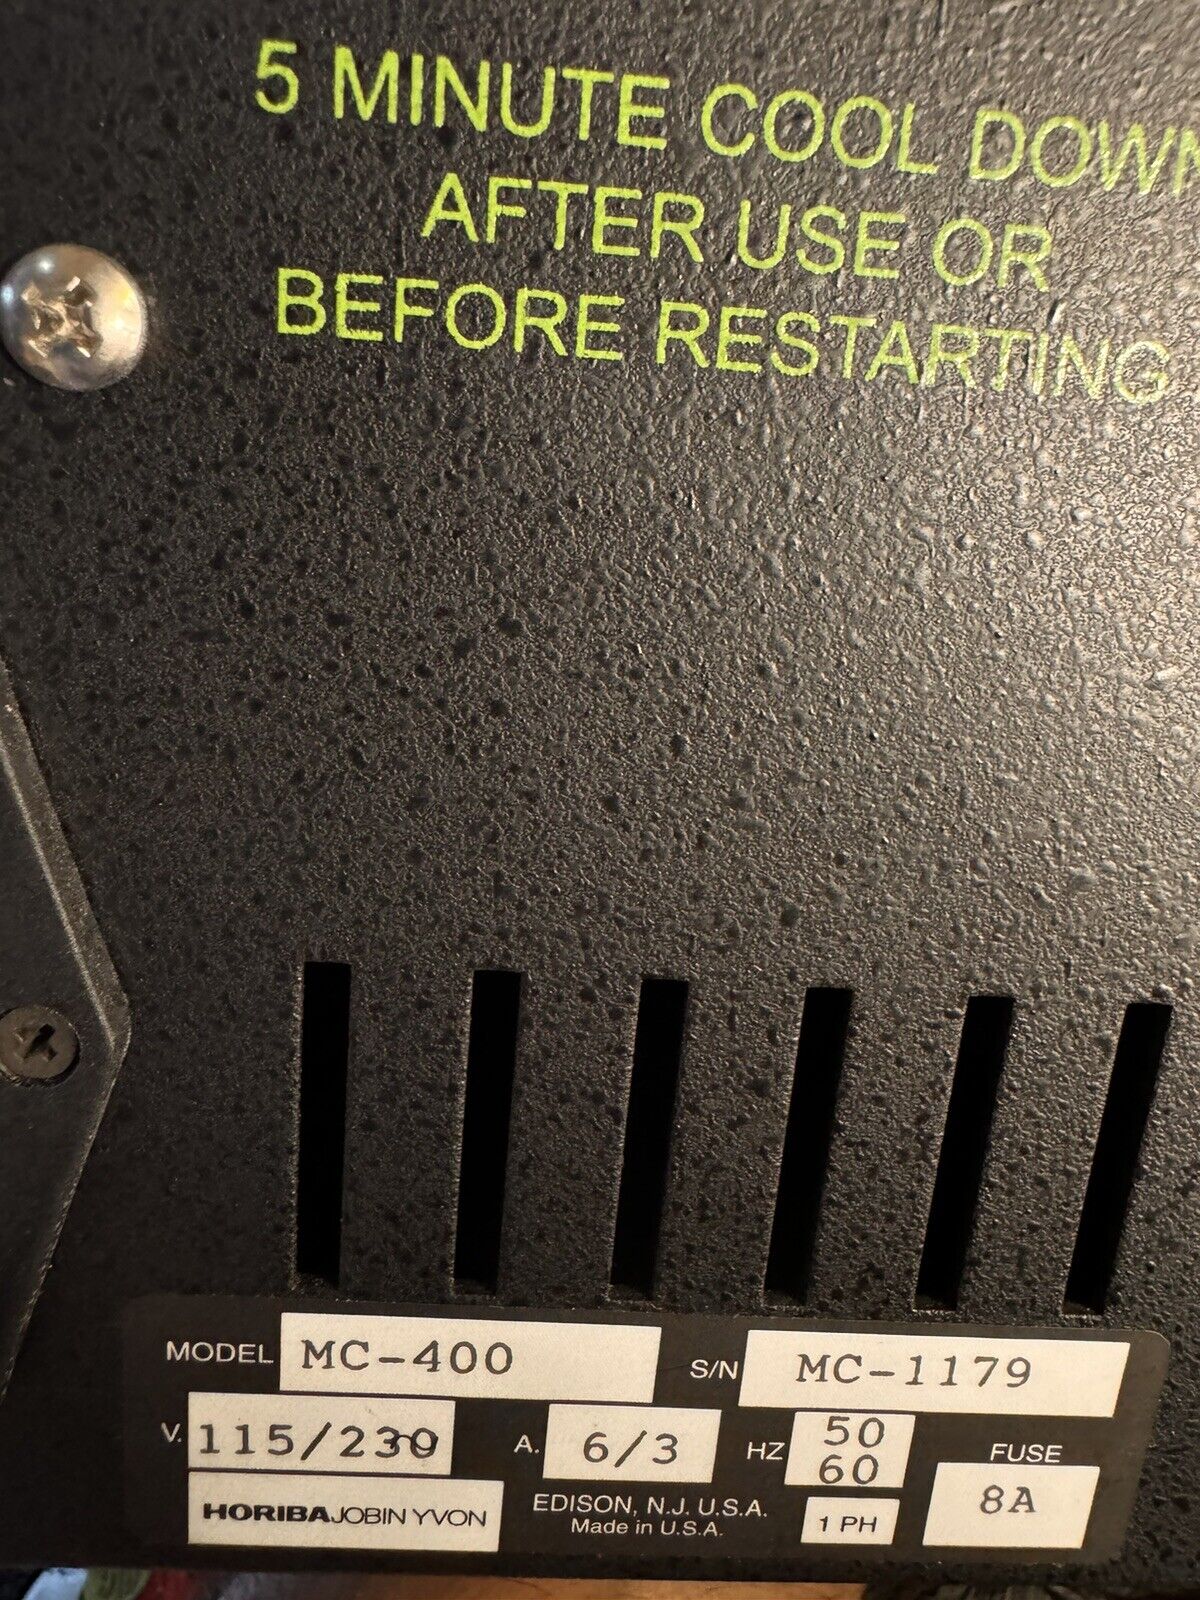 5 MINUTE COOL DOWN
AFTER USE OR
BEFORE RESTARTING
MODEL MC-400 S/N MC-1179
V. 115/230 A. 6/3 HZ 50 60 FUSE 8A
HORIBA JOBIN YVON EDISON, N.J. U.S.A. 1 PH
Made in U.S.A.